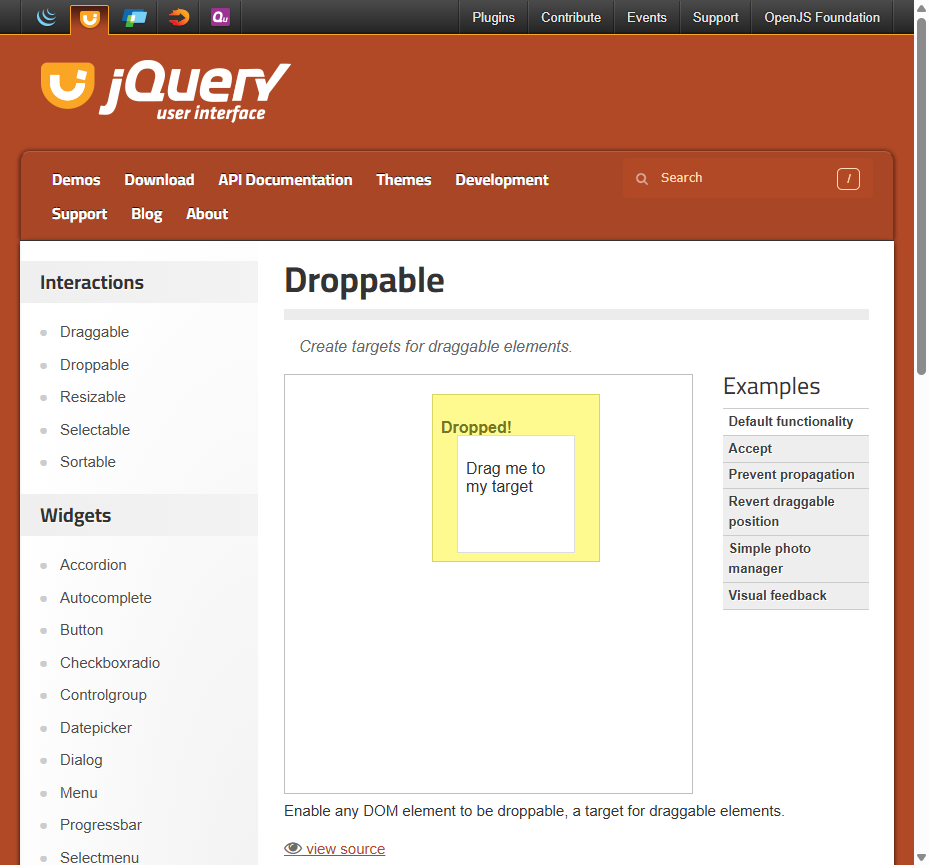 Qu
Plugins
Contribute
Events
Support
OpenJS Foundation
jQuery
user interface
Demos
Download
API Documentation
Themes
Development
Support
Blog
About
Search
/
Interactions
Draggable
Droppable
Resizable
Selectable
Sortable
Widgets
Accordion
Autocomplete
Button
Checkboxradio
Controlgroup
Datepicker
Dialog
Menu
Progressbar
Selectmenu
Droppable
Create targets for draggable elements.
Dropped!
Drag me to
my target
Examples
Default functionality
Accept
Prevent propagation
Revert draggable
position
Simple photo
manager
Visual feedback
Enable any DOM element to be droppable, a target for draggable elements.
view source